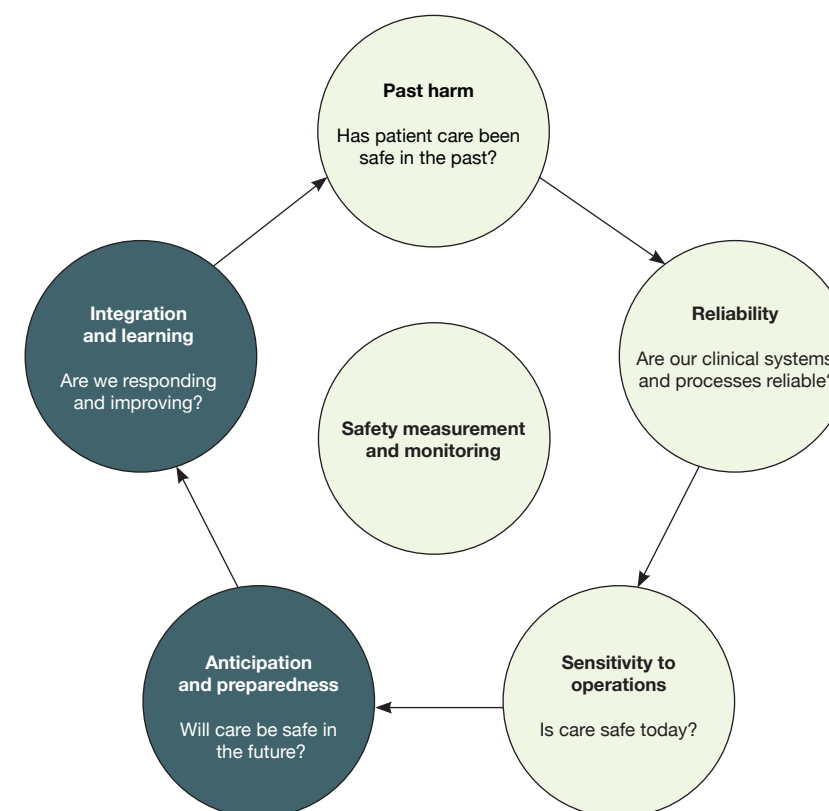 Past harm
Has patient care been
safe in the past?
Reliability
Are our clinical systems
and processes reliable?
Sensitivity to
operations
Is care safe today?
Anticipation
and preparedness
Will care be safe in
the future?
Integration
and learning
Are we responding
and improving?
Safety measurement
and monitoring